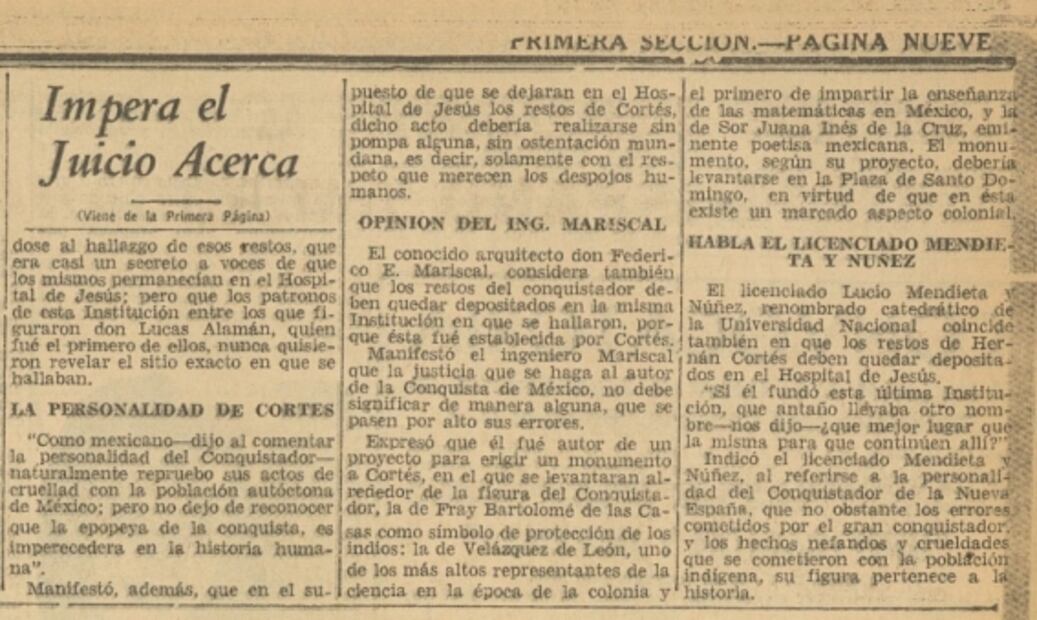 PRIMERA SECCION.—PAGINA NUEVE
Impera el
Juicio Acerca
(Viene de la Primera Página)
dose al hallazgo de esos restos, que
era casi un secreto a voces de que
los mismos permanecían en el Hospi-
tal de Jesús; pero que los patronos
de esta Institución entre los que fi-
guraron don Lucas Alamán, quien
fué el primero de ellos, nunca quisie-
ron revelar el sitio exacto en que se
hallaban.
LA PERSONALIDAD DE CORTES
"Como mexicano—dijo al comentar
la personalidad del Conquistador—
naturalmente repruebo sus actos de
cruellad con la población autóctona
de México; pero no dejo de reconocer
que la epopeya de la conquista, es
imperecedera en la historia huma-
na".
Manifestó, además, que en el su-
puesto de que se dejaran en el Hos-
pital de Jesús los restos de Cortés,
dicho acto debería realizarse sin
pompa alguna, sin ostentación mun-
dana, es decir, solamente con el res-
peto que merecen los despojos hu-
manos.
OPINION DEL ING. MARISCAL
El conocido arquitecto don Federi-
co E. Mariscal, considera también
que los restos del conquistador de-
ben quedar depositados en la misma
Institución en que se hallaron, por-
que ésta fué establecida por Cortés.
Manifestó el ingeniero Mariscal
que la justicia que se haga al autor
de la Conquista de México, no debe
significar de manera alguna, que se
pasen por alto sus errores.
Expresó que él fué autor de un
proyecto para erigir un monumento
a Cortés, en el que se levantaran al-
rededor de la figura del Conquista-
dor, la de Fray Bartolomé de las Ca-
sas como símbolo de protección de los
indios: la de Velázquez de León, uno
de los más altos representantes de la
ciencia en la época de la colonia y
el primero de impartir la enseñanza
de las matemáticas en México, y la
de Sor Juana Inés de la Cruz, emi-
nente poetisa mexicana. El monu-
mento, según su proyecto, debería
levantarse en la Plaza de Santo Do-
mingo, en virtud de que en ésta
existe un marcado aspecto colonial.
HABLA EL LICENCIADO MENDIE-
TA Y NUÑEZ
El licenciado Lucio Mendieta y
Núñez, renombrado catedrático de
la Universidad Nacional coincide
también en que los restos de Her-
nán Cortés deben quedar deposita-
dos en el Hospital de Jesús.
"Si él fundó esta última Institu-
ción, que antaño llevaba otro nom-
bre—nos dijo—¿que mejor lugar que
la misma para que continúen allí?"
Indicó el licenciado Mendieta y
Núñez, al referirse a la personali-
dad del Conquistador de la Nueva
España, que no obstante los errores
cometidos por el gran conquistador,
y los hechos nefandos y crueldades
que se cometieron con la población
indígena, su figura pertenece a la
historia.